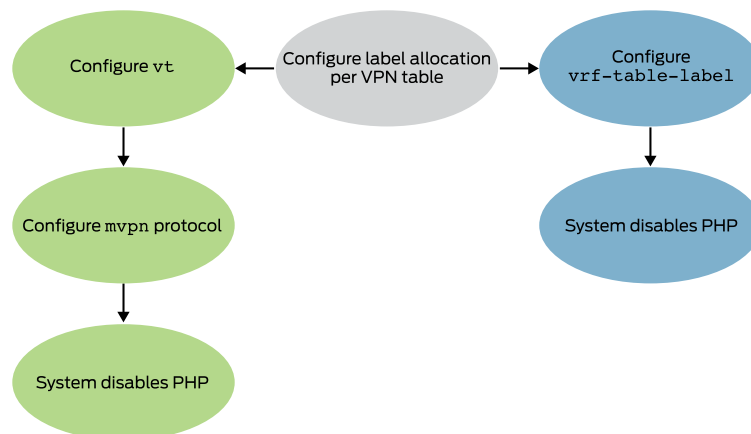 Configure vt
Configure label allocation
per VPN table
Configure
vrf-table-label
Configure mvpn protocol
System disables PHP
System disables PHP